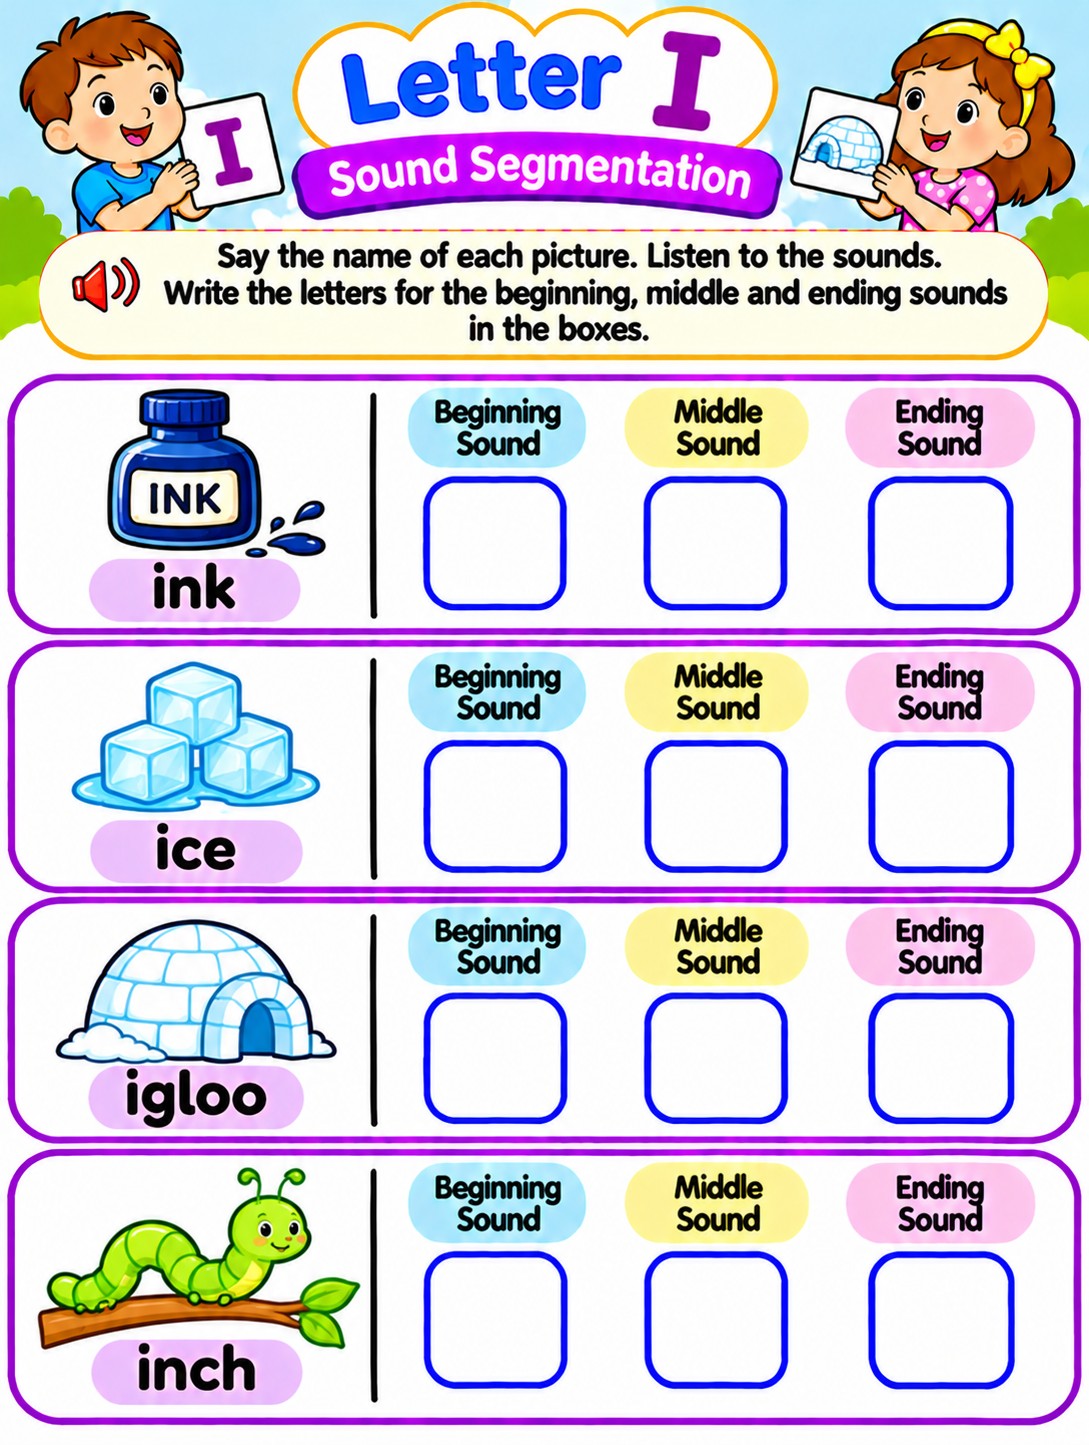 Letter I
I
Sound Segmentation
Say the name of each picture. Listen to the sounds.
Write the letters for the beginning, middle and ending sounds
in the boxes.
Beginning Sound
Middle Sound
Ending Sound
INK
ink
Beginning Sound
Middle Sound
Ending Sound
ice
Beginning Sound
Middle Sound
Ending Sound
igloo
Beginning Sound
Middle Sound
Ending Sound
inch